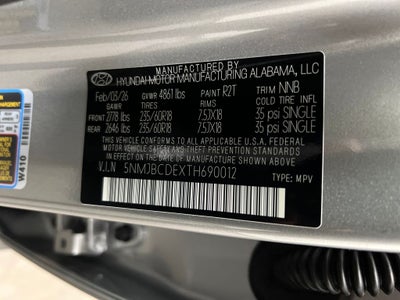 MANUFACTURED BY
HYUNDAI MOTOR MANUFACTURING ALABAMA, LLC
Feb/03/26 GVWR 4861 lbs PAINT R2T TRIM NNB
GAWR TIRES RIMS COLD TIRE
FRONT 2778 lbs 235/60R18 7.5JX18 35 psi SINGLE
REAR 2646 lbs 235/60R18 7.5JX18 35 psi SINGLE
THIS VEHICLE CONFORMS TO ALL APPLICABLE U.S. FEDERAL
MOTOR VEHICLE SAFETY AND THEFT PREVENTION STANDARDS IN
EFFECT ON THE DATE OF MANUFACTURE SHOWN ABOVE.
V.I.N 5NMJBCDEXTH690012
TYPE: MPV
W410